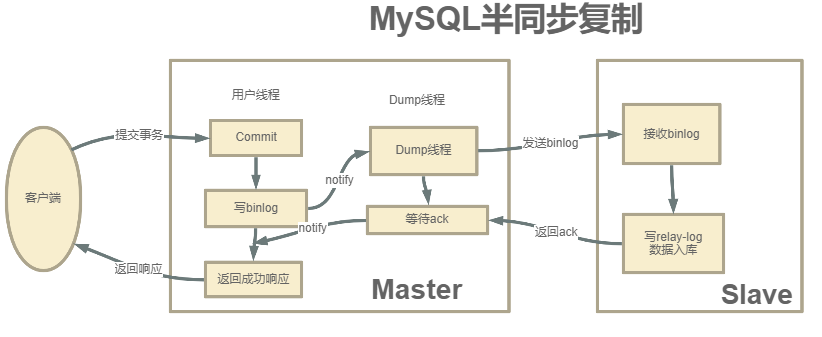 MySQL半同步复制
用户线程
Dump线程
提交事务
Commit
Dump线程
发送binlog
接收binlog
客户端
notify
写binlog
等待ack
notify
返回ack
写relay-log
数据入库
返回响应
返回成功响应
Master
Slave